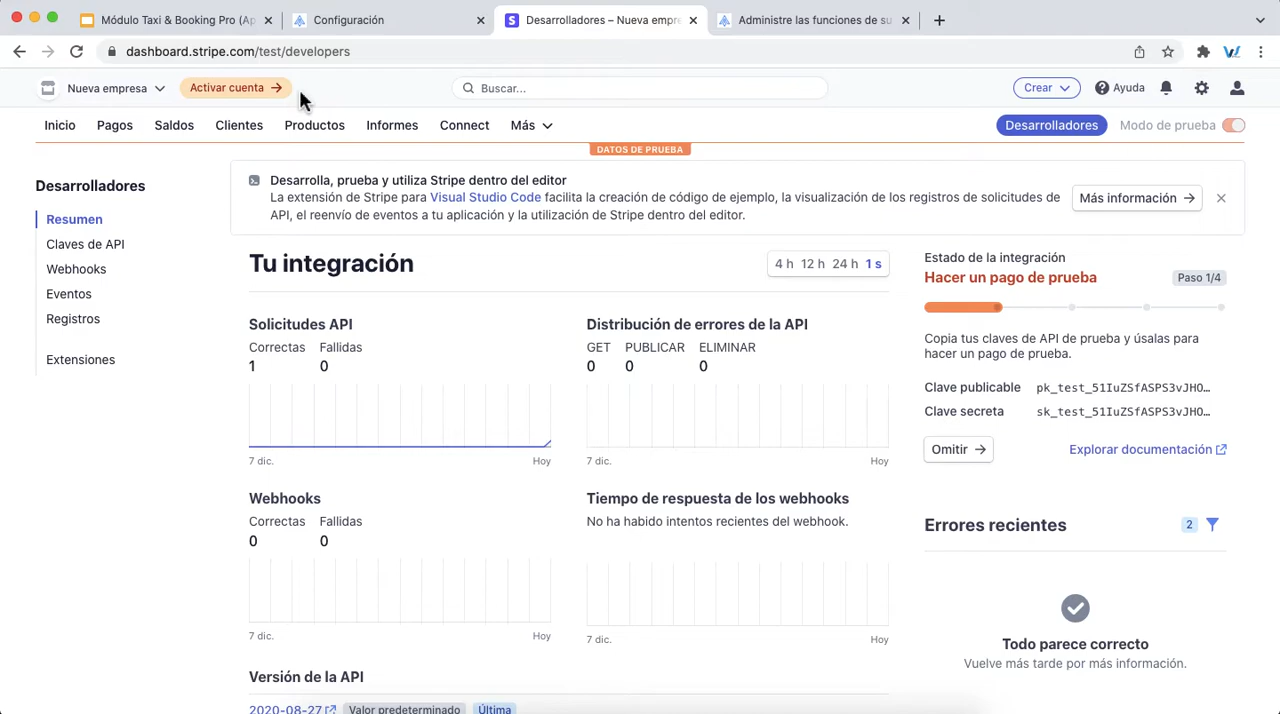 Módulo Taxi & Booking Pro (Ap
Configuración
Desarrolladores – Nueva empre
Administre las funciones de su
dashboard.stripe.com/test/developers
Nueva empresa
Activar cuenta
Buscar...
Crear
Ayuda
Inicio
Pagos
Saldos
Clientes
Productos
Informes
Connect
Más
Desarrolladores
Modo de prueba
DATOS DE PRUEBA
Desarrolladores
Resumen
Claves de API
Webhooks
Eventos
Registros
Extensiones
Desarrolla, prueba y utiliza Stripe dentro del editor
La extensión de Stripe para Visual Studio Code facilita la creación de código de ejemplo, la visualización de los registros de solicitudes de
API, el reenvío de eventos a tu aplicación y la utilización de Stripe dentro del editor.
Más información
Tu integración
4 h 12 h 24 h 1 s
Solicitudes API
Correctas Fallidas
1 0
7 dic. Hoy
Distribución de errores de la API
GET PUBLICAR ELIMINAR
0 0 0
7 dic. Hoy
Webhooks
Correctas Fallidas
0 0
7 dic. Hoy
Tiempo de respuesta de los webhooks
No ha habido intentos recientes del webhook.
7 dic. Hoy
Versión de la API
2020-08-27 Valor predeterminado Última
Estado de la integración
Hacer un pago de prueba
Paso 1/4
Copia tus claves de API de prueba y úsalas para
hacer un pago de prueba.
Clave publicable pk_test_51IuZSfASPS3vJHO…
Clave secreta sk_test_51IuZSfASPS3vJHO…
Omitir
Explorar documentación
Errores recientes
2
Todo parece correcto
Vuelve más tarde por más información.